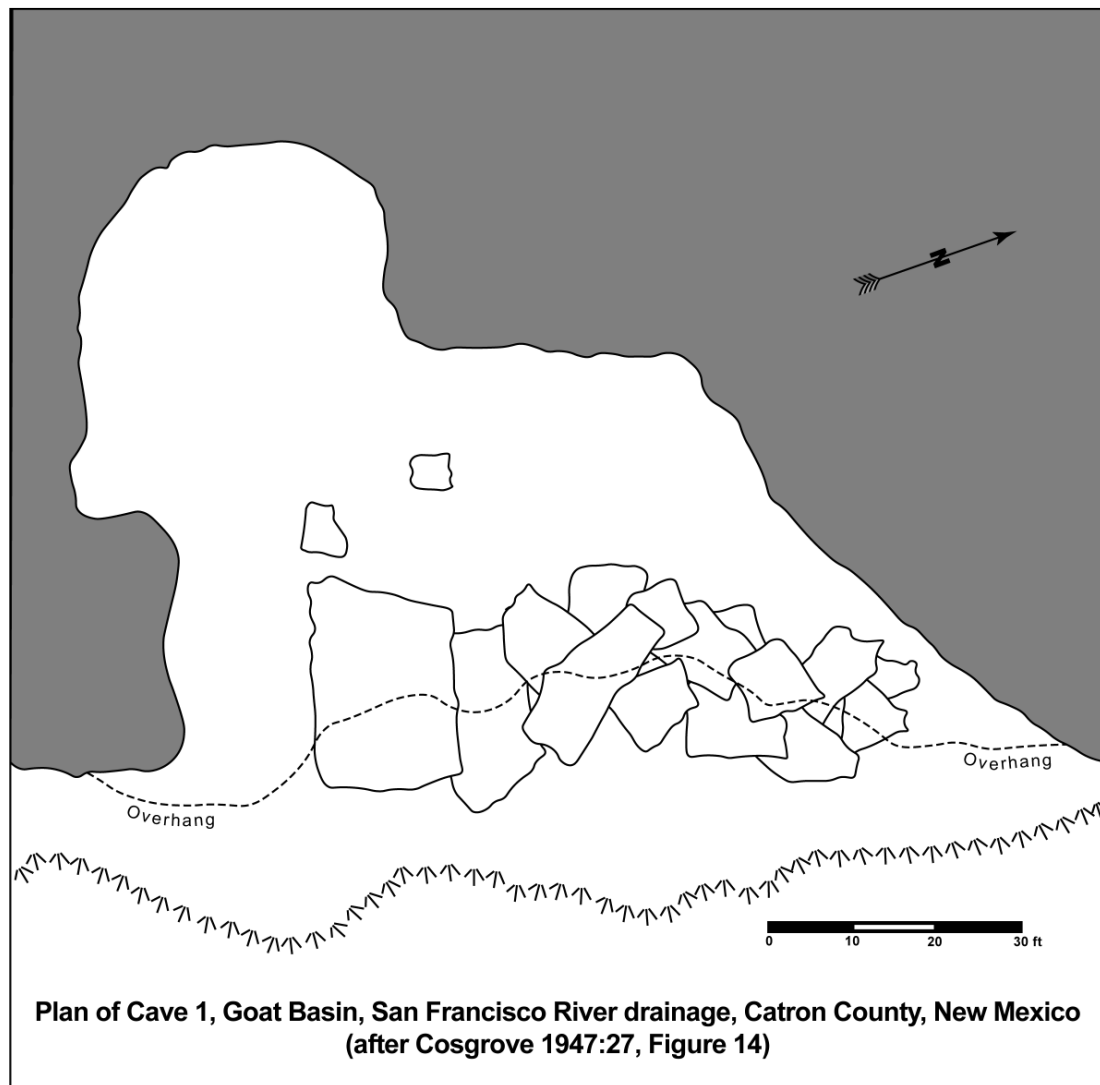 N
Overhang
Overhang
0 10 20 30 ft
Plan of Cave 1, Goat Basin, San Francisco River drainage, Catron County, New Mexico
(after Cosgrove 1947:27, Figure 14)